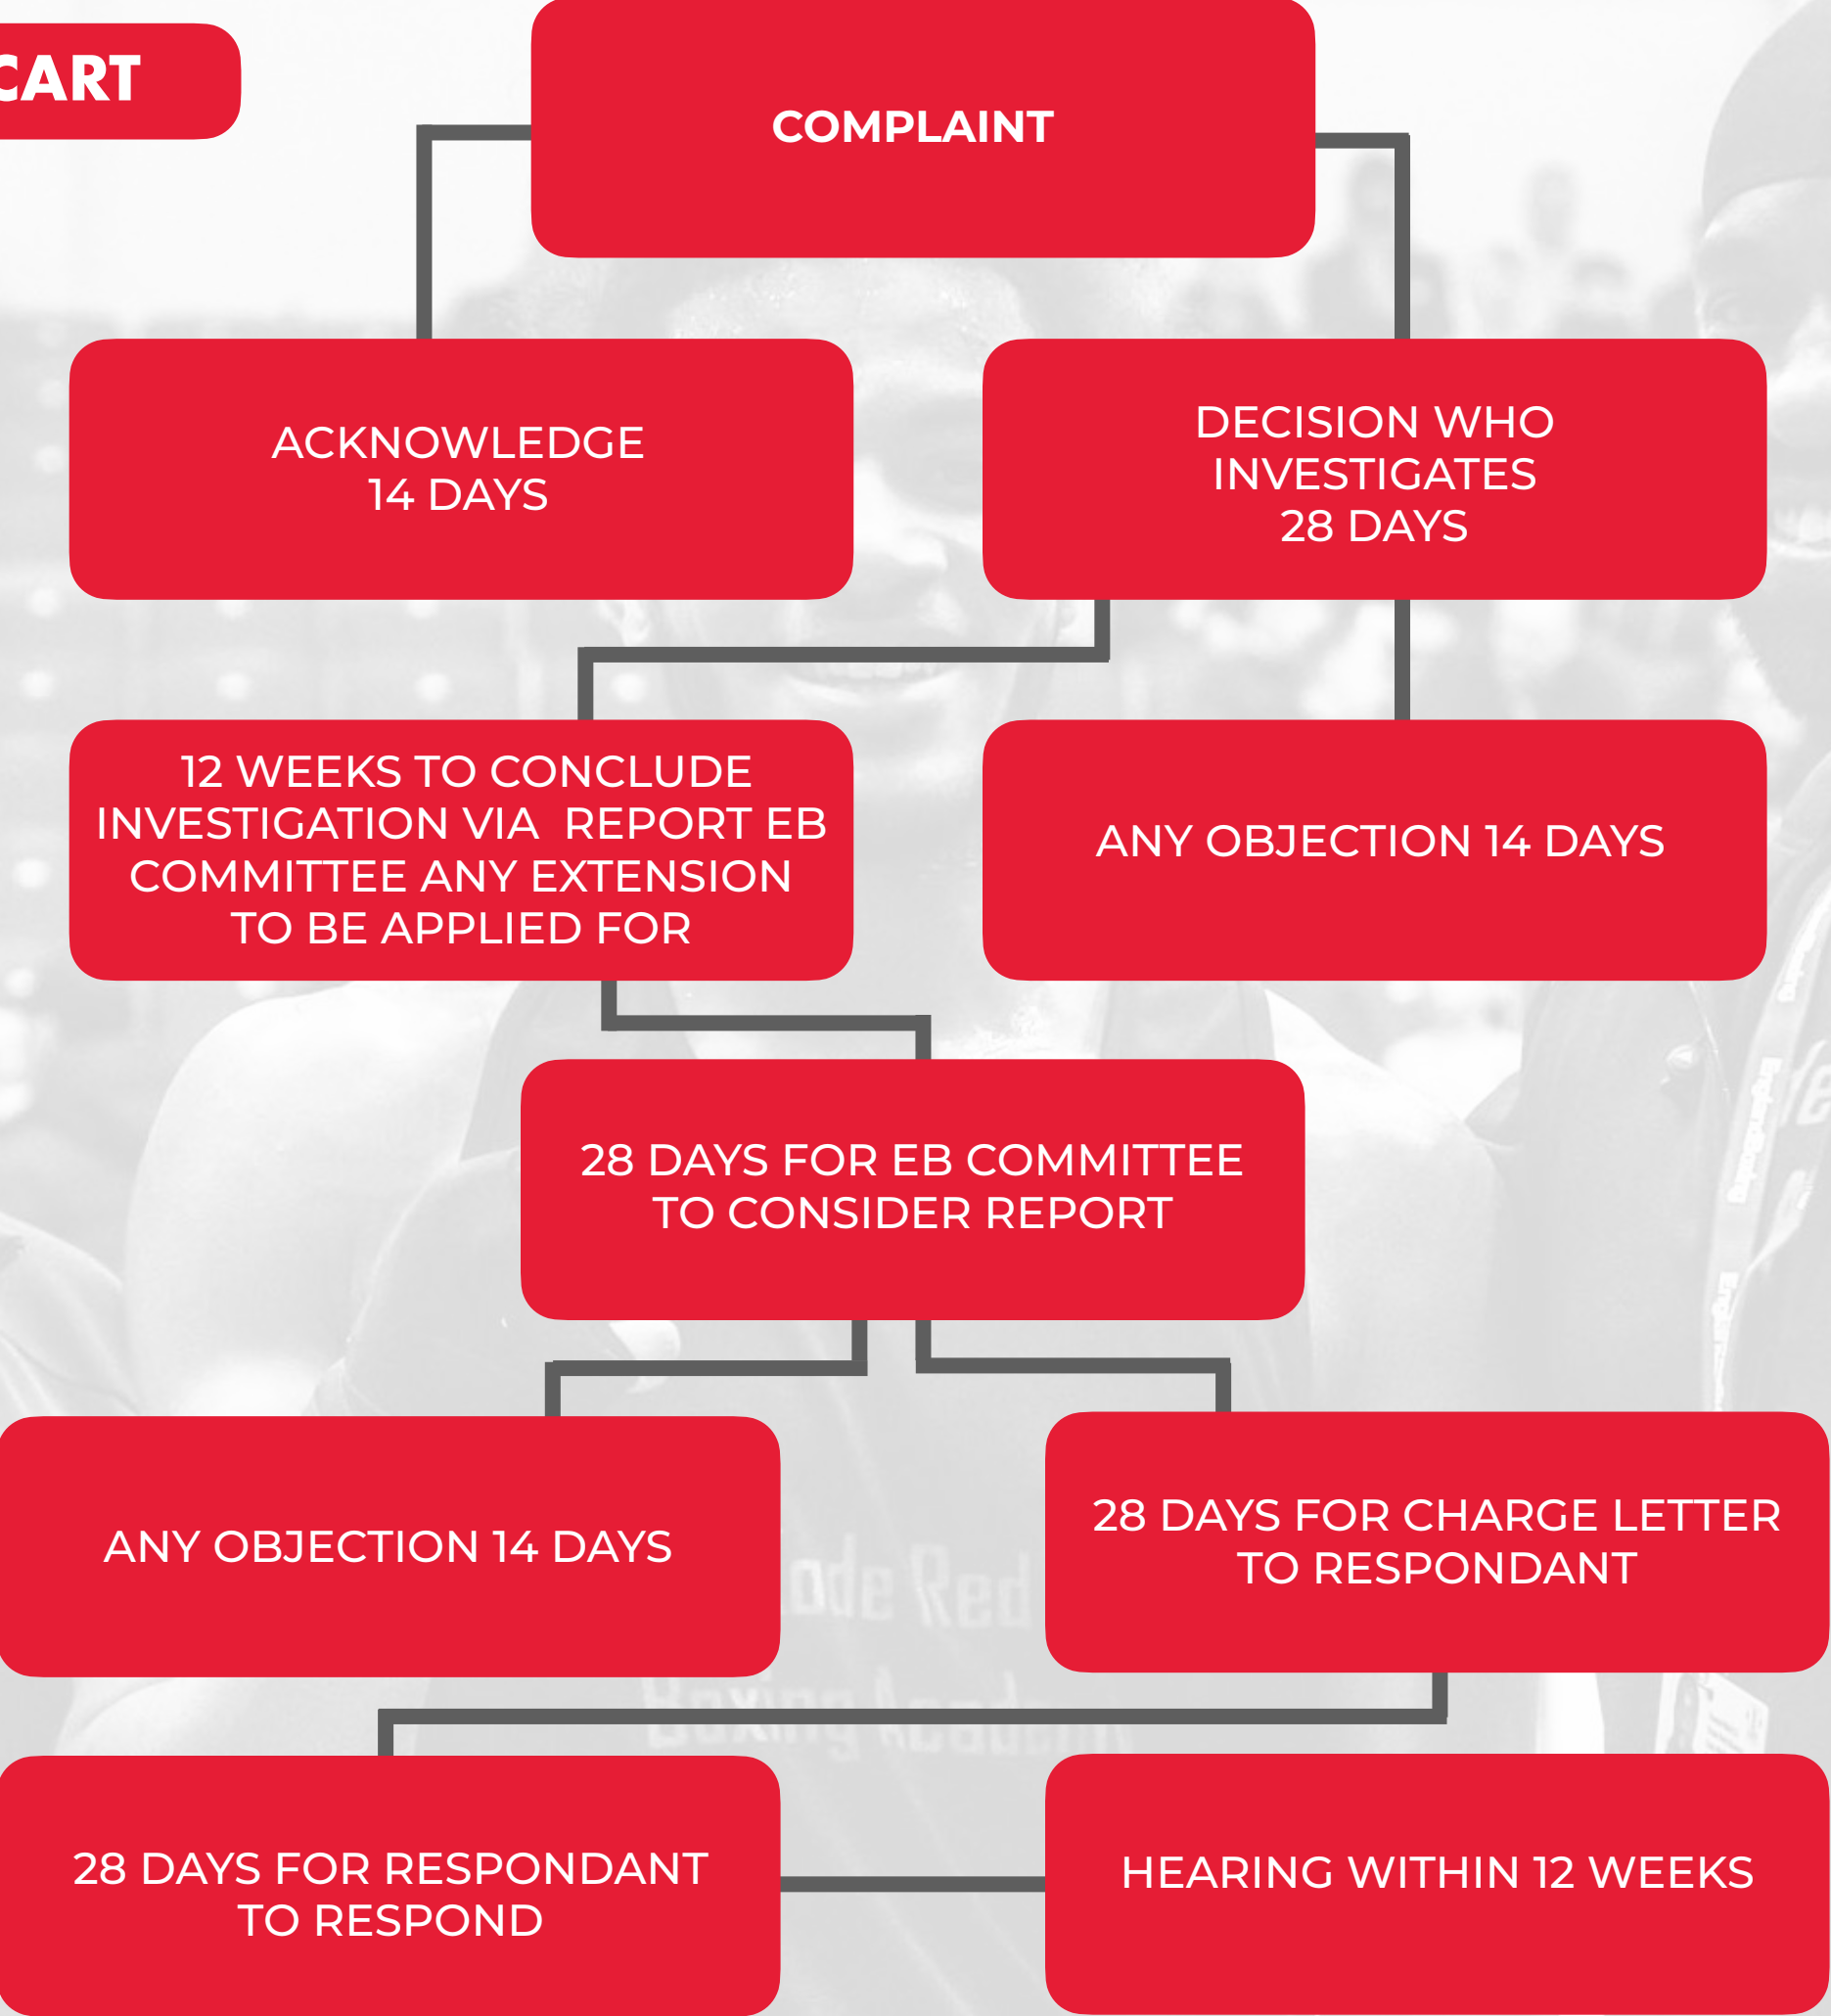 CART
COMPLAINT
ACKNOWLEDGE
14 DAYS
DECISION WHO
INVESTIGATES
28 DAYS
12 WEEKS TO CONCLUDE
INVESTIGATION VIA  REPORT EB
COMMITTEE ANY EXTENSION
TO BE APPLIED FOR
ANY OBJECTION 14 DAYS
28 DAYS FOR EB COMMITTEE
TO CONSIDER REPORT
ANY OBJECTION 14 DAYS
28 DAYS FOR CHARGE LETTER
TO RESPONDANT
Red
Boxing Academy
28 DAYS FOR RESPONDANT
TO RESPOND
HEARING WITHIN 12 WEEKS